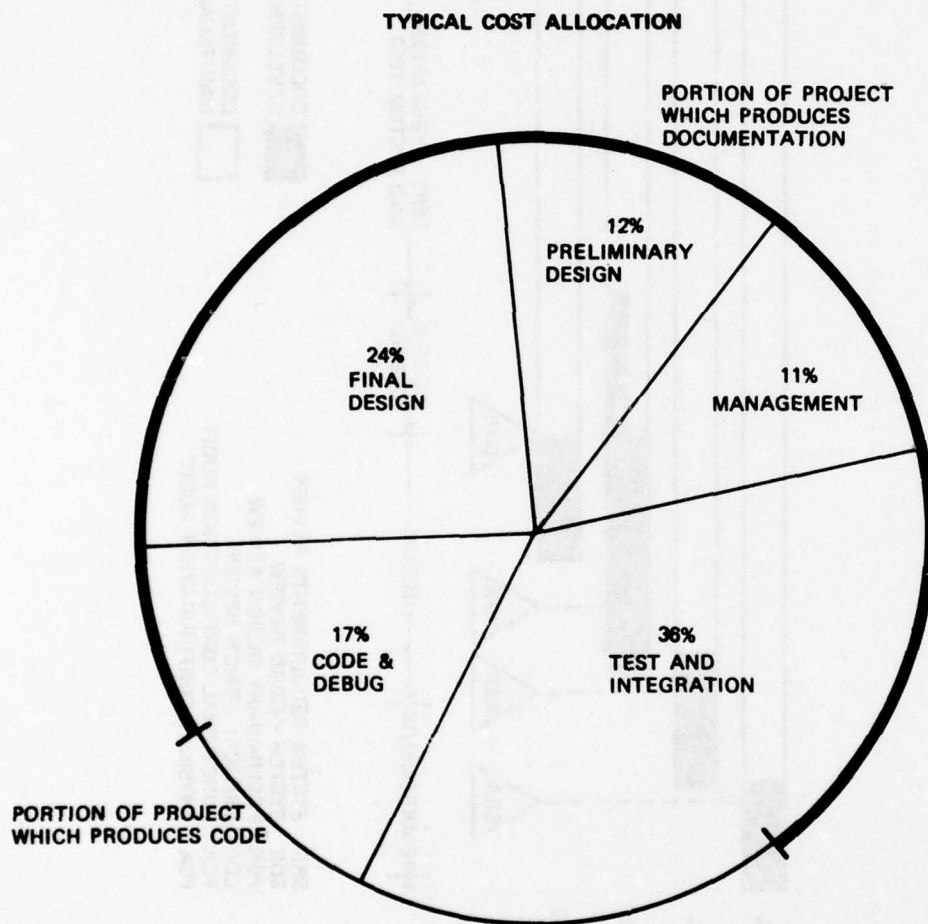 TYPICAL COST ALLOCATION
PORTION OF PROJECT
WHICH PRODUCES
DOCUMENTATION
12%
PRELIMINARY
DESIGN
24%
FINAL
DESIGN
11%
MANAGEMENT
17%
CODE &
DEBUG
36%
TEST AND
INTEGRATION
PORTION OF PROJECT
WHICH PRODUCES CODE